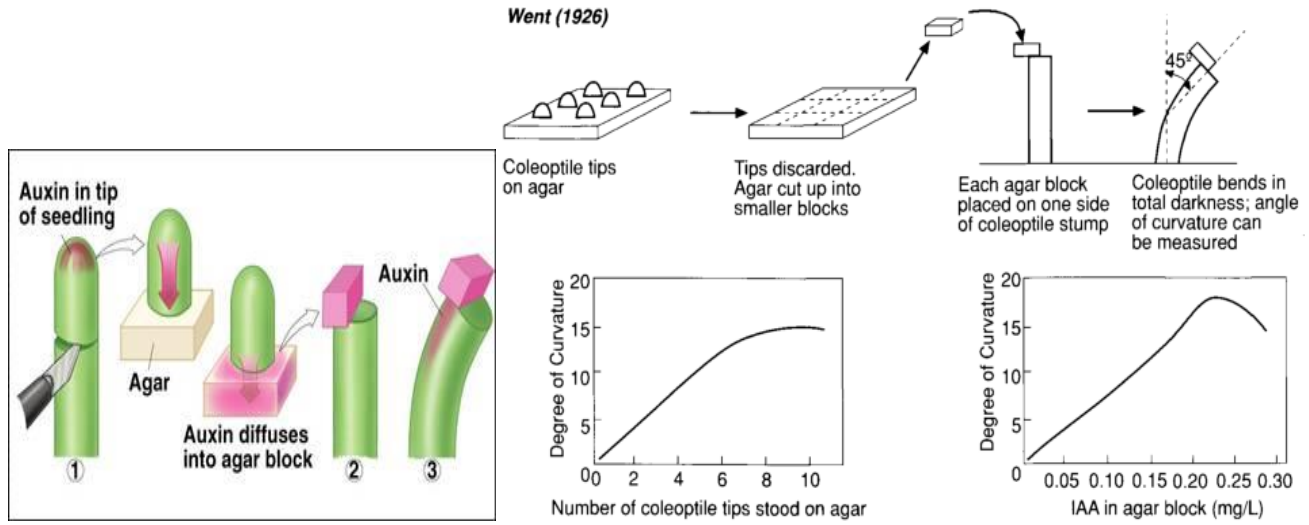 Auxin in tip
of seedling
Agar
Auxin diffuses
into agar block
Auxin
1
2
3
Went (1926)
Coleoptile tips
on agar
Tips discarded.
Agar cut up into
smaller blocks
Each agar block
placed on one side
of coleoptile stump
45º
Coleoptile bends in
total darkness; angle
of curvature can
be measured
Degree of Curvature
20
15
10
5
0
0 2 4 6 8 10
Number of coleoptile tips stood on agar
Degree of Curvature
20
15
10
5
0
0.05 0.10 0.15 0.20 0.25 0.30
IAA in agar block (mg/L)